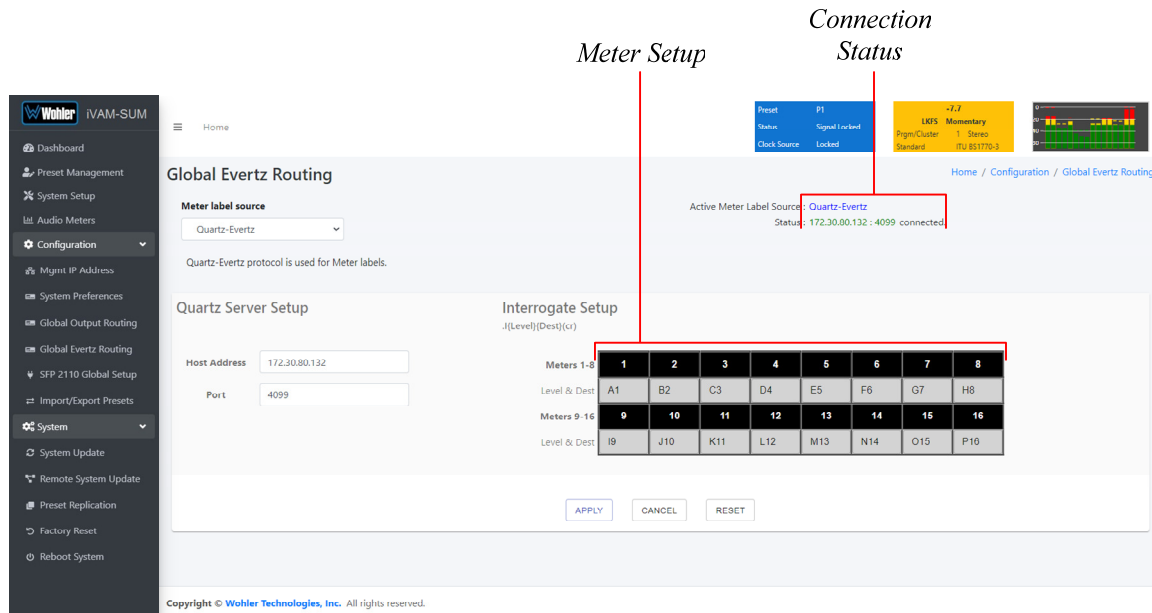 Connection
Status
Meter Setup
Wohler iVAM-SUM
Home
Preset P1
Status Signal Locked
Clock Source Locked
-7.7
LKFS Momentary
Prgm/Cluster 1 Stereo
Standard ITU BS1770-3
Dashboard
Preset Management
System Setup
Audio Meters
Configuration
Mgmt IP Address
System Preferences
Global Output Routing
Global Evertz Routing
SFP 2110 Global Setup
Import/Export Presets
System
System Update
Remote System Update
Preset Replication
Factory Reset
Reboot System
Global Evertz Routing
Home / Configuration / Global Evertz Routing
Meter label source
Quartz-Evertz
Quartz-Evertz protocol is used for Meter labels.
Active Meter Label Source : Quartz-Evertz
Status : 172.30.80.132 : 4099 connected.
Quartz Server Setup
Host Address 172.30.80.132
Port 4099
Interrogate Setup
.I{Level}{Dest}(cr)
Meters 1-8 1 2 3 4 5 6 7 8
Level & Dest A1 B2 C3 D4 E5 F6 G7 H8
Meters 9-16 9 10 11 12 13 14 15 16
Level & Dest I9 J10 K11 L12 M13 N14 O15 P16
APPLY CANCEL RESET
Copyright © Wohler Technologies, Inc. All rights reserved.